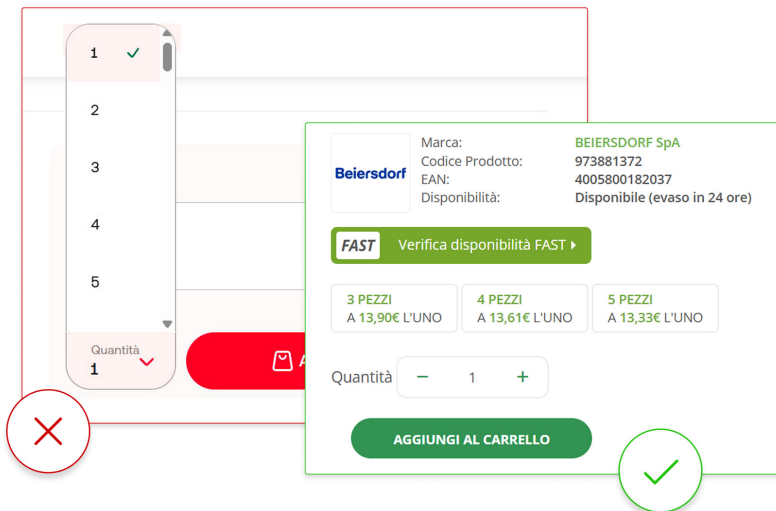 1
2
3
4
5
Quantità
1
A
Beiersdorf
Marca: BEIERSDORF SpA
Codice Prodotto: 973881372
EAN: 4005800182037
Disponibilità: Disponibile (evaso in 24 ore)
FAST Verifica disponibilità FAST
3 PEZZI
A 13,90€ L'UNO
4 PEZZI
A 13,61€ L'UNO
5 PEZZI
A 13,33€ L'UNO
Quantità − 1 +
AGGIUNGI AL CARRELLO